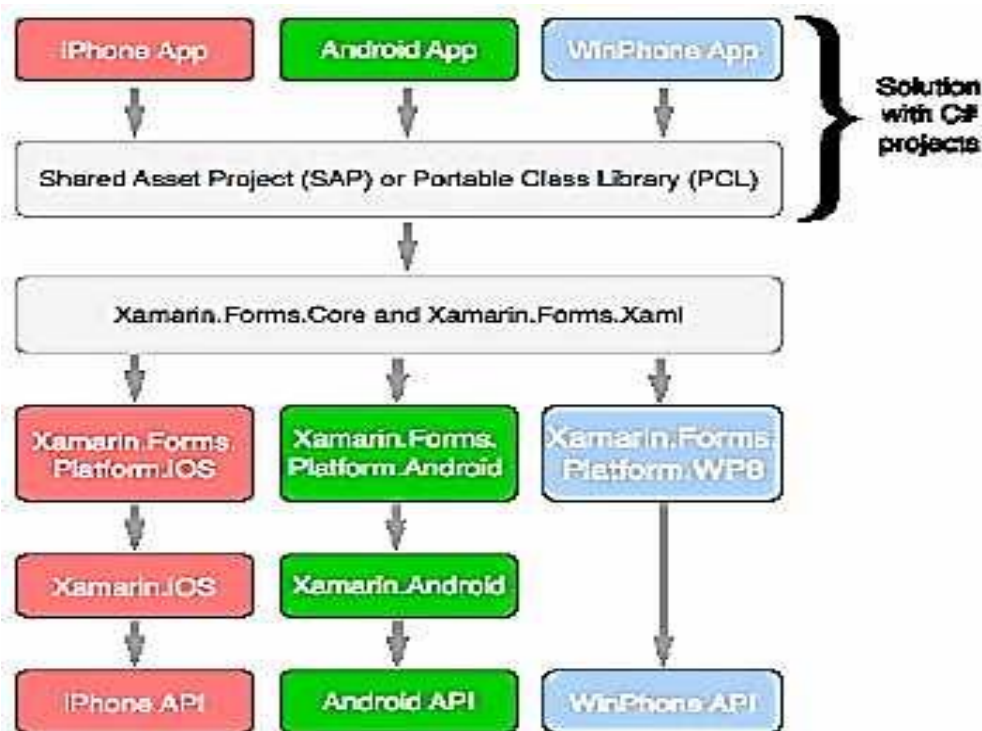 iPhone App
Android App
WinPhone App
Solution
with C#
projects
Shared Asset Project (SAP) or Portable Class Library (PCL)
Xamarin.Forms.Core and Xamarin.Forms.Xaml
Xamarin.Forms.
Platform.iOS
Xamarin.Forms.
Platform.Android
Xamarin.Forms.
Platform.WP8
Xamarin.iOS
Xamarin.Android
iPhone API
Android API
WinPhone API